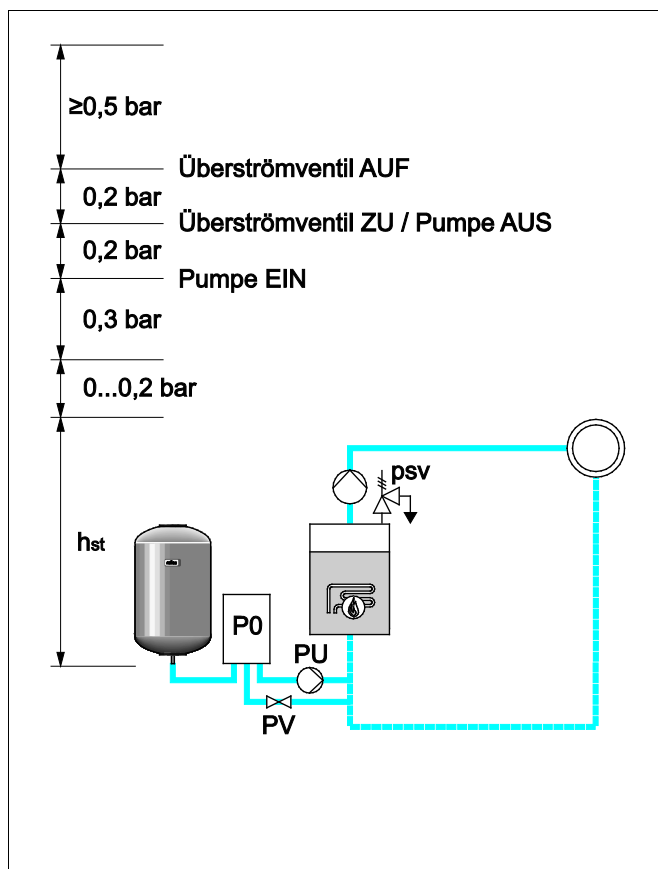 ≥0,5 bar
Überströmventil AUF
0,2 bar
Überströmventil ZU / Pumpe AUS
0,2 bar
Pumpe EIN
0,3 bar
0...0,2 bar
psv
hst
P0
PU
PV